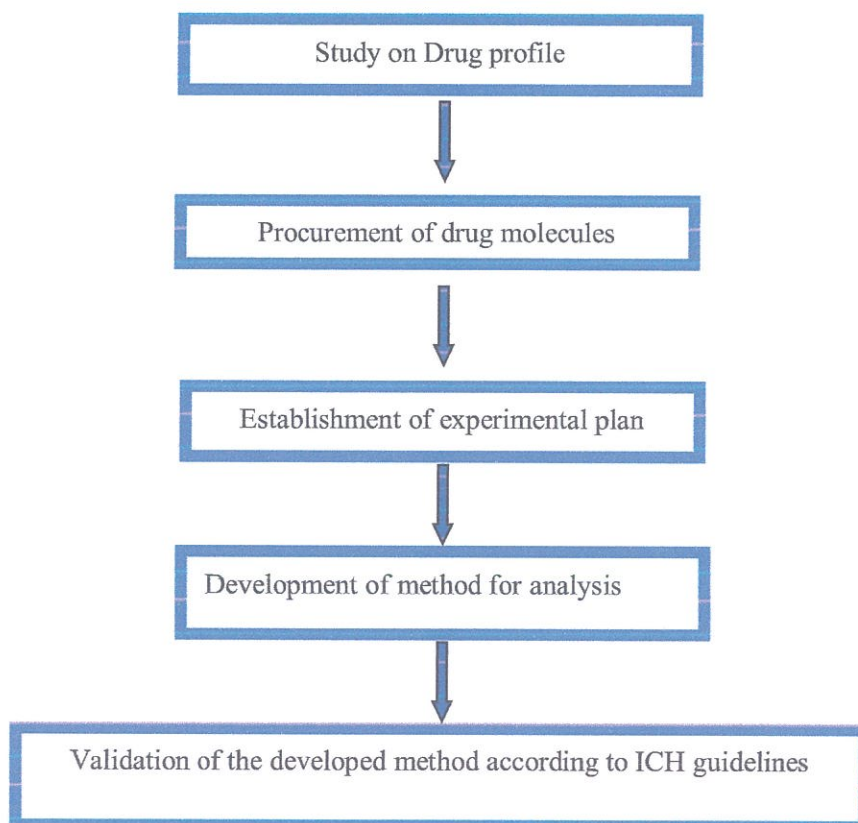 Study on Drug profile
Procurement of drug molecules
Establishment of experimental plan
Development of method for analysis
Validation of the developed method according to ICH guidelines